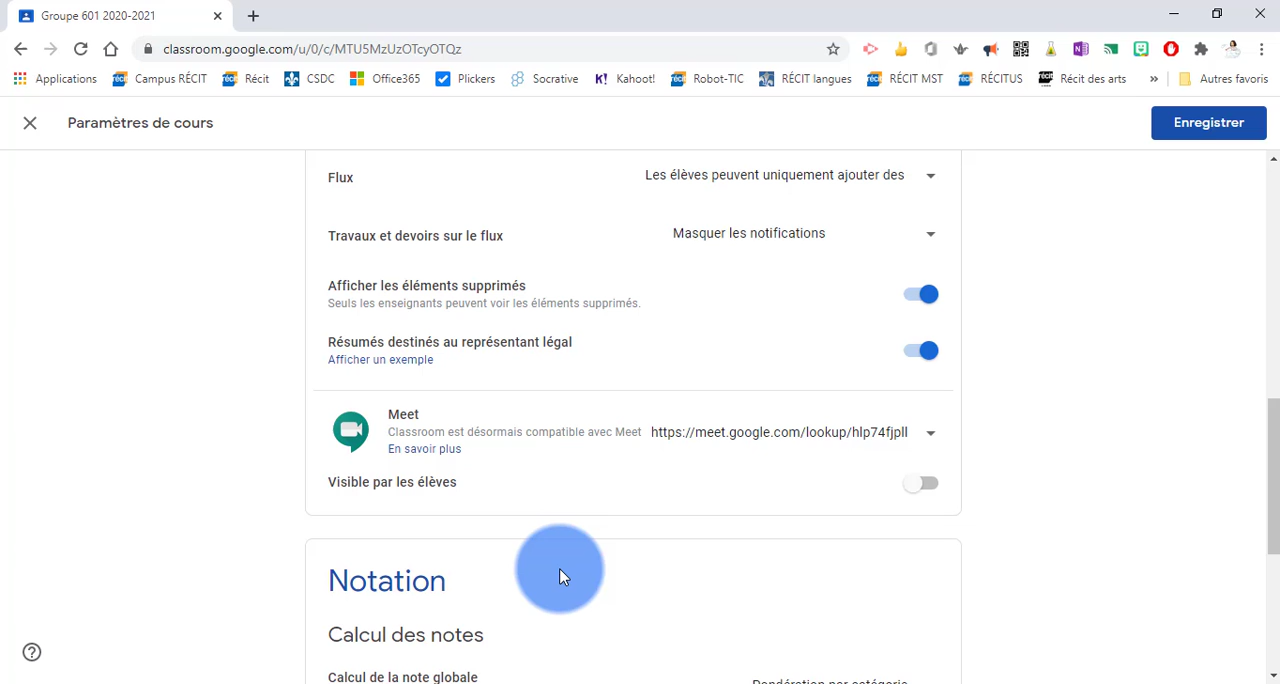 Groupe 601 2020-2021
classroom.google.com/u/0/c/MTU5MzUzOTcyOTQz
Applications Campus RÉCIT Récit CSDC Office365 Plickers Socrative K! Kahoot! Robot-TIC RÉCIT langues RÉCIT MST RÉCITUS Récit des arts » Autres favoris
Paramètres de cours Enregistrer
Flux Les élèves peuvent uniquement ajouter des
Travaux et devoirs sur le flux Masquer les notifications
Afficher les éléments supprimés
Seuls les enseignants peuvent voir les éléments supprimés.
Résumés destinés au représentant légal
Afficher un exemple
Meet
Classroom est désormais compatible avec Meet https://meet.google.com/lookup/hlp74fjpll
En savoir plus
Visible par les élèves
Notation
Calcul des notes
Calcul de la note globale Pondération par catégorie